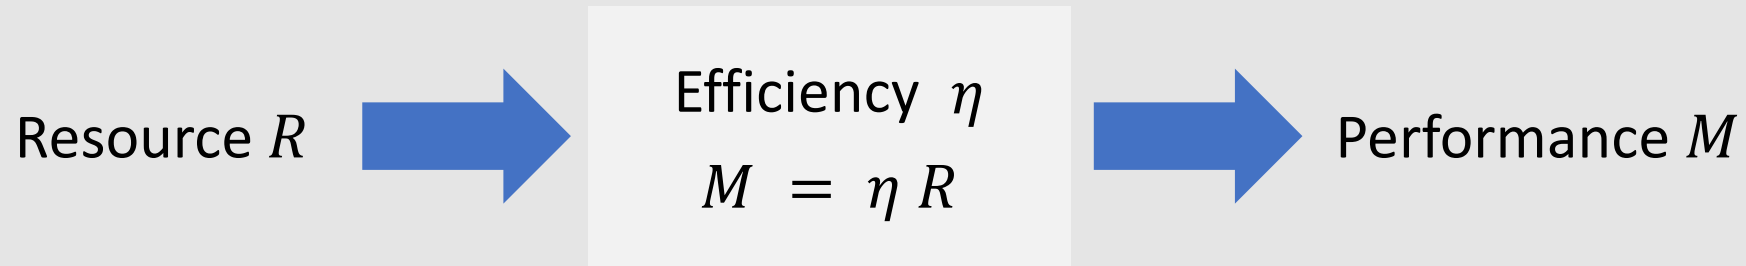 Resource R
Efficiency η
M = η R
Performance M